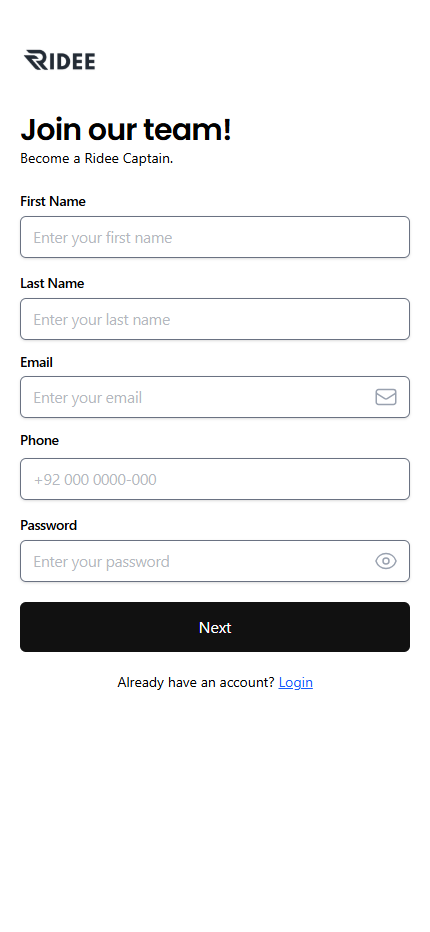 RIDEE
Join our team!
Become a Ridee Captain.
First Name
Enter your first name
Last Name
Enter your last name
Email
Enter your email
Phone
+92 000 0000-000
Password
Enter your password
Next
Already have an account? Login